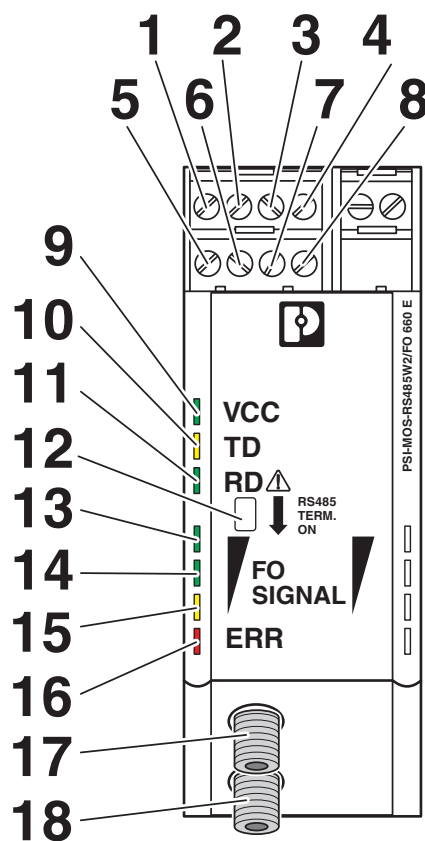 1 2 3 4
5 6 7 8
9
10
11
12
13
14
15
16
17
18
VCC
TD
RD
RS485
TERM.
ON
FO
SIGNAL
ERR
PSI-MOS-RS485W2/FO 660 E